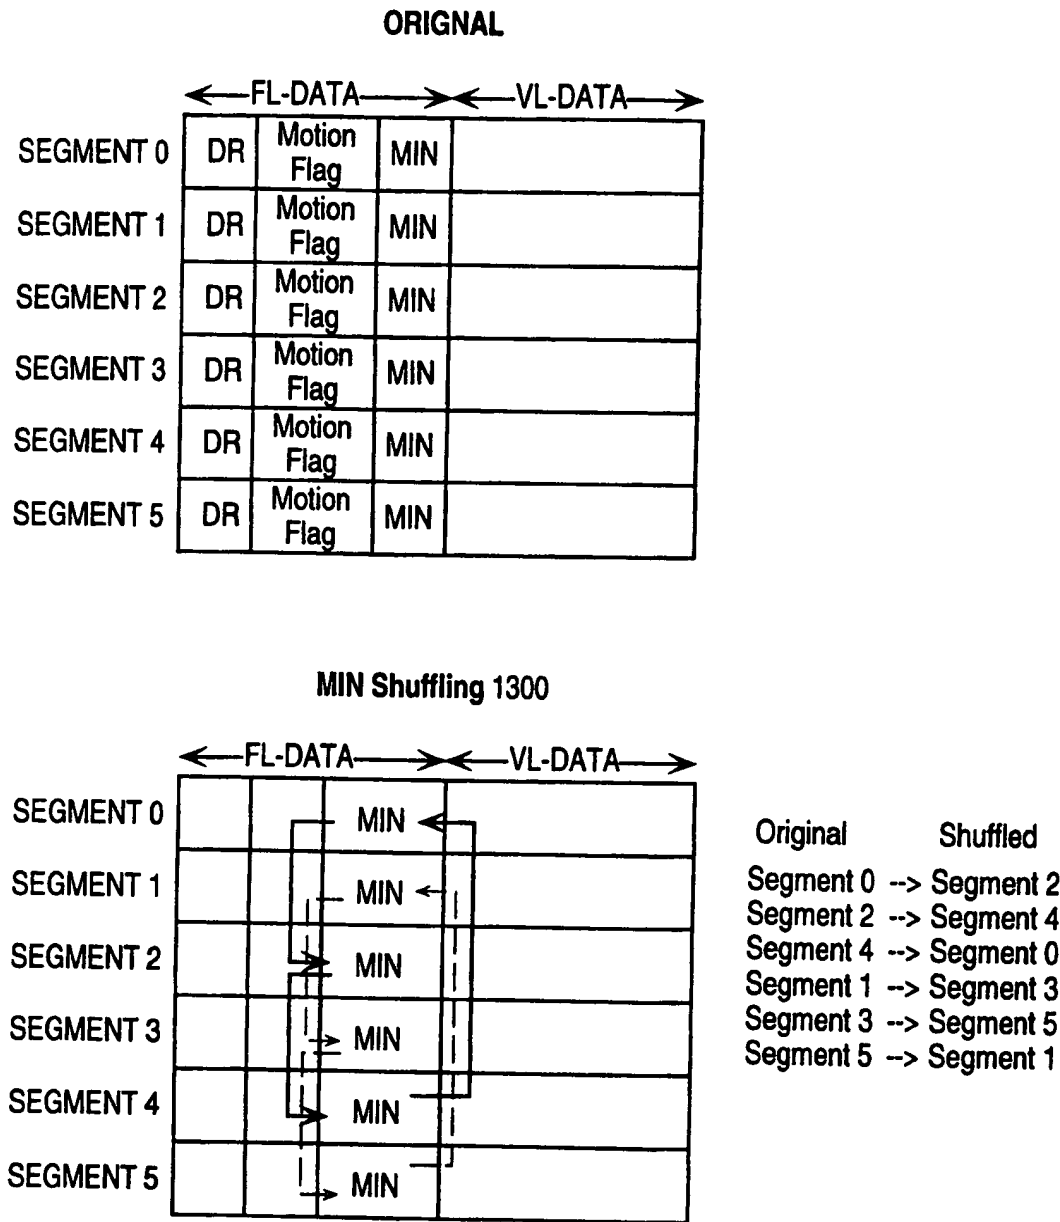 ORIGNAL
FL-DATA VL-DATA
SEGMENT 0 DR Motion Flag MIN
SEGMENT 1 DR Motion Flag MIN
SEGMENT 2 DR Motion Flag MIN
SEGMENT 3 DR Motion Flag MIN
SEGMENT 4 DR Motion Flag MIN
SEGMENT 5 DR Motion Flag MIN
MIN Shuffling 1300
FL-DATA VL-DATA
SEGMENT 0 MIN
SEGMENT 1 MIN
SEGMENT 2 MIN
SEGMENT 3 MIN
SEGMENT 4 MIN
SEGMENT 5 MIN
Original Shuffled
Segment 0 --> Segment 2
Segment 2 --> Segment 4
Segment 4 --> Segment 0
Segment 1 --> Segment 3
Segment 3 --> Segment 5
Segment 5 --> Segment 1